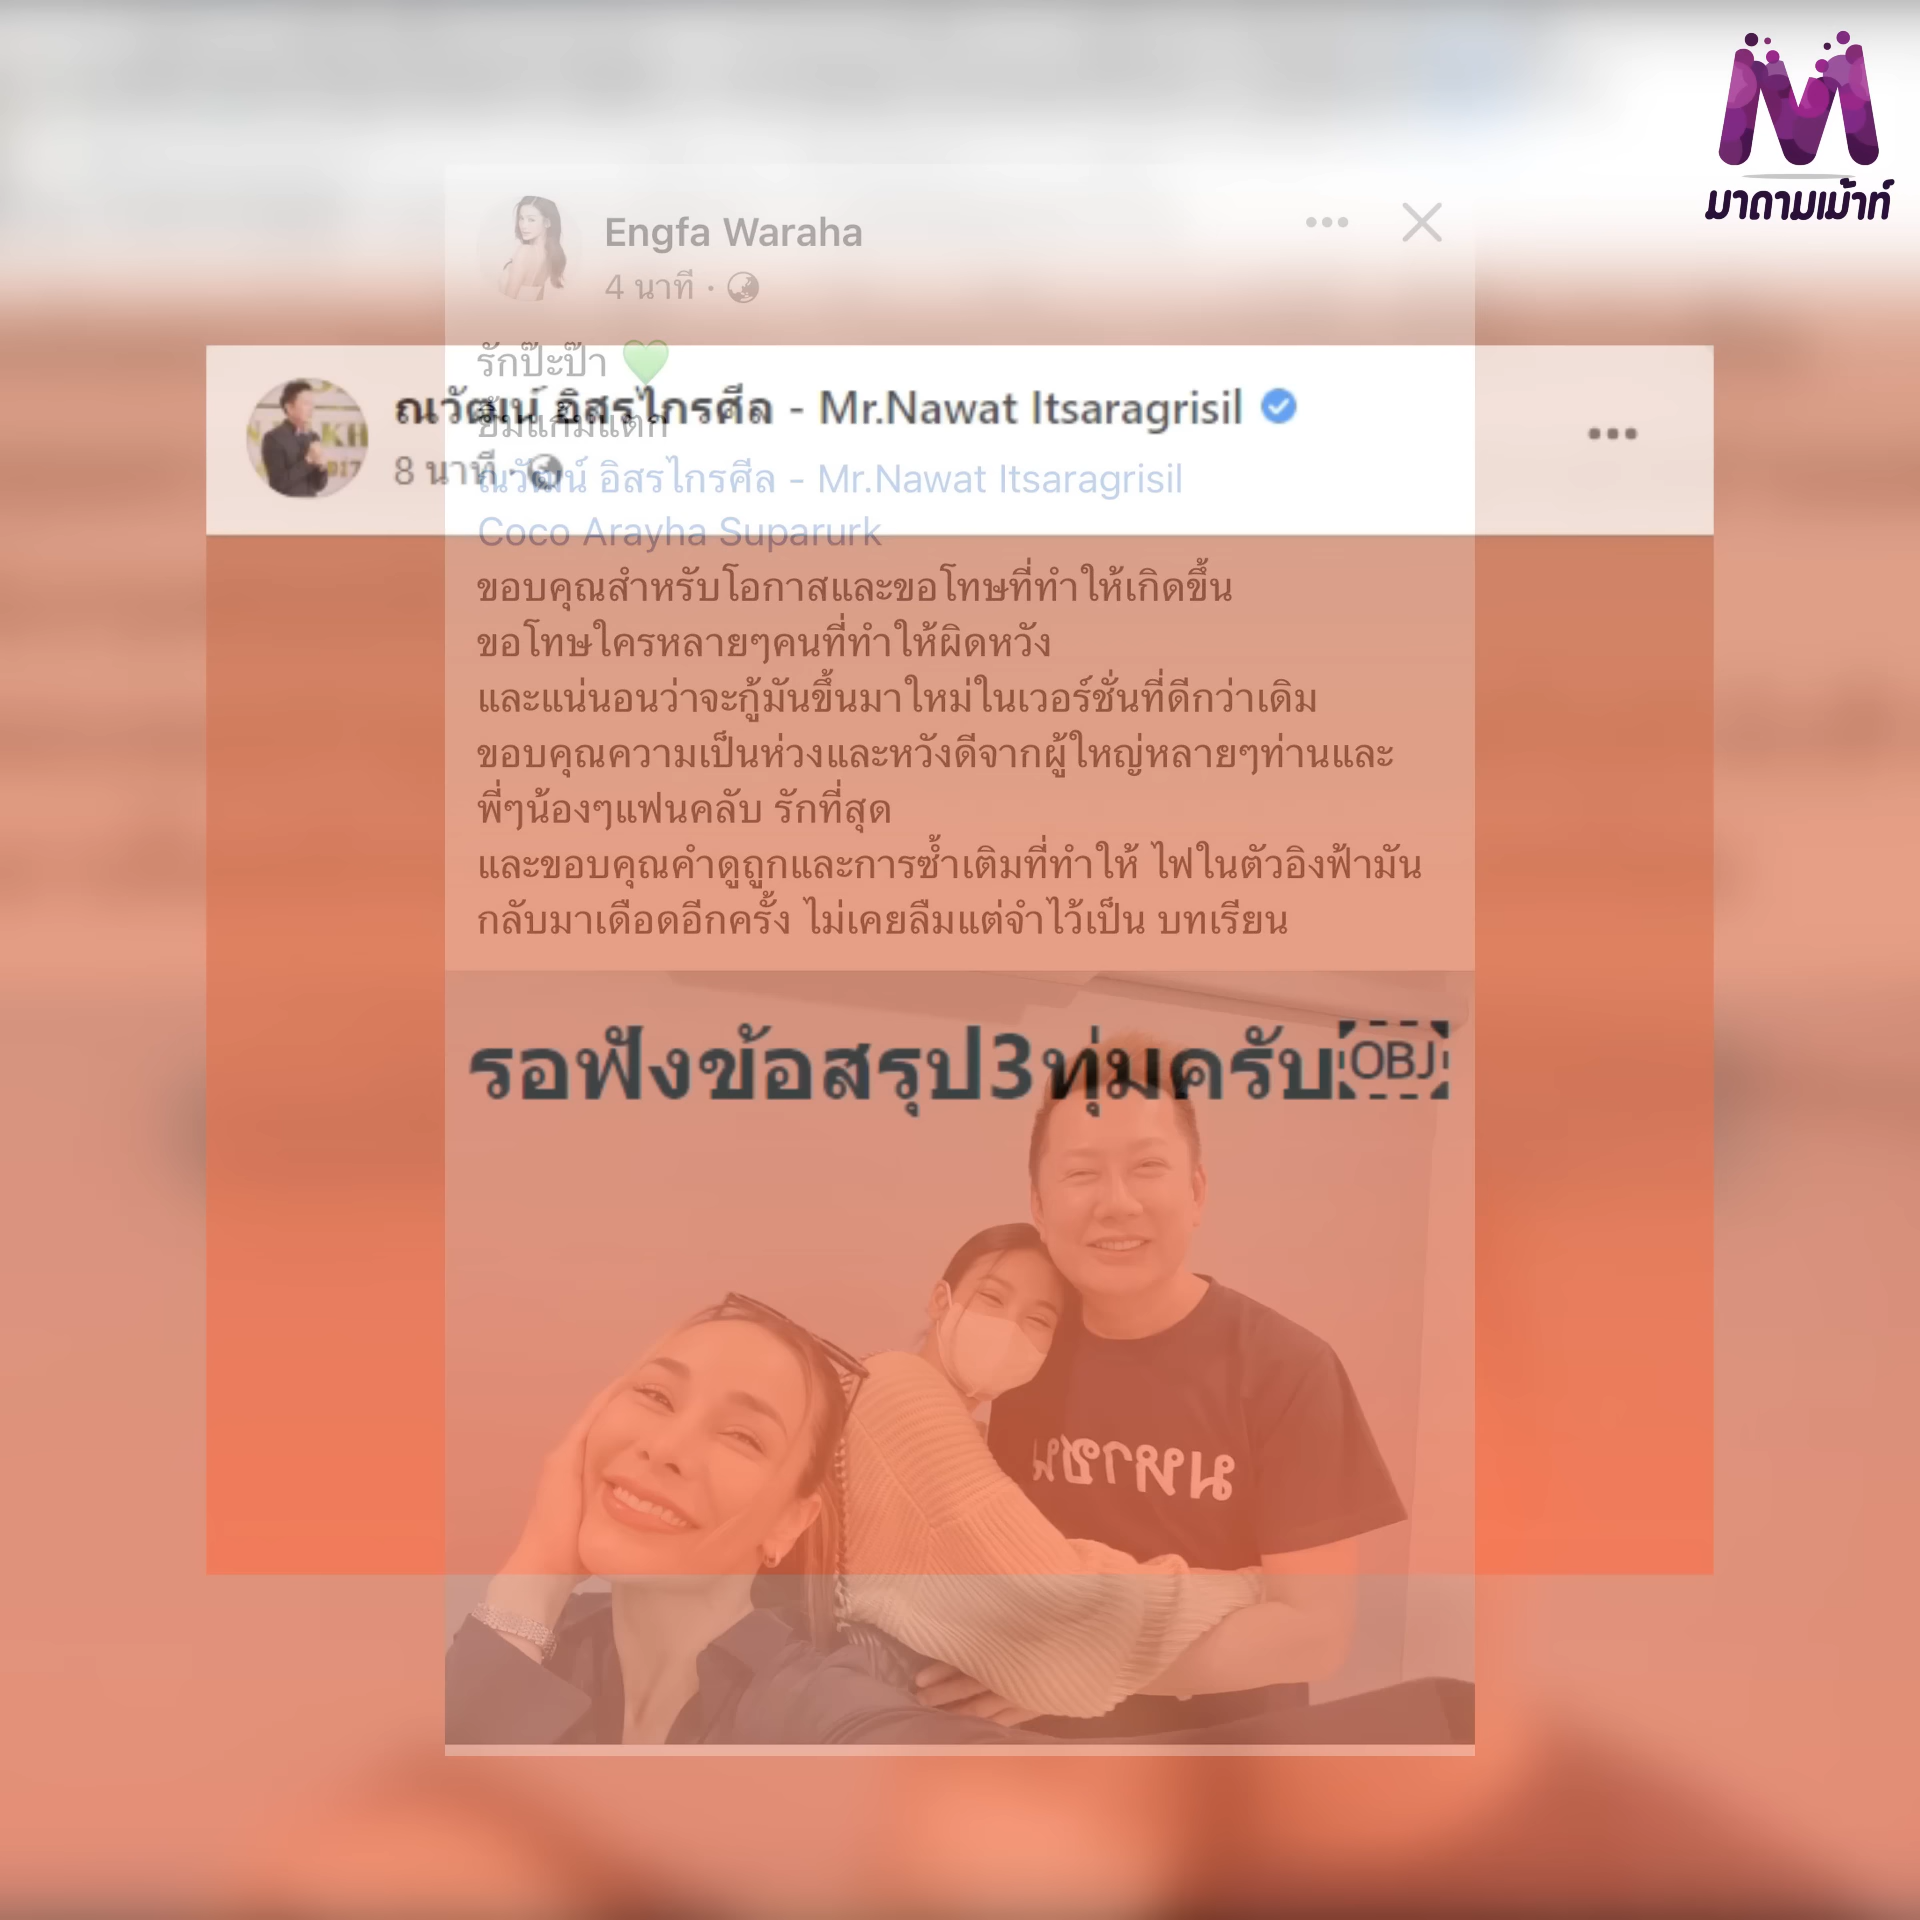 มาดามเม้าท์
Engfa Waraha
4 นาที ·
รักป๊ะป๊า 💚
ยิ้มแก้มแตก
ณวัฒน์ อิสรไกรศีล - Mr.Nawat Itsaragrisil
Coco Arayha Suparurk
ขอบคุณสำหรับโอกาสและขอโทษที่ทำให้เกิดขึ้น
ขอโทษใครหลายๆคนที่ทำให้ผิดหวัง
และแน่นอนว่าจะกู้มันขึ้นมาใหม่ในเวอร์ชั่นที่ดีกว่าเดิม
ขอบคุณความเป็นห่วงและหวังดีจากผู้ใหญ่หลายๆท่านและ
พี่ๆน้องๆแฟนคลับ รักที่สุด
และขอบคุณคำดูถูกและการซ้ำเติมที่ทำให้ ไฟในตัวอิงฟ้ามัน
กลับมาเดือดอีกครั้ง ไม่เคยลืมแต่จำไว้เป็น บทเรียน
ณวัฒน์ อิสรไกรศีล - Mr.Nawat Itsaragrisil
8 นาที ·
รอฟังข้อสรุป3ทุ่มครับ OBJ
มหาชน